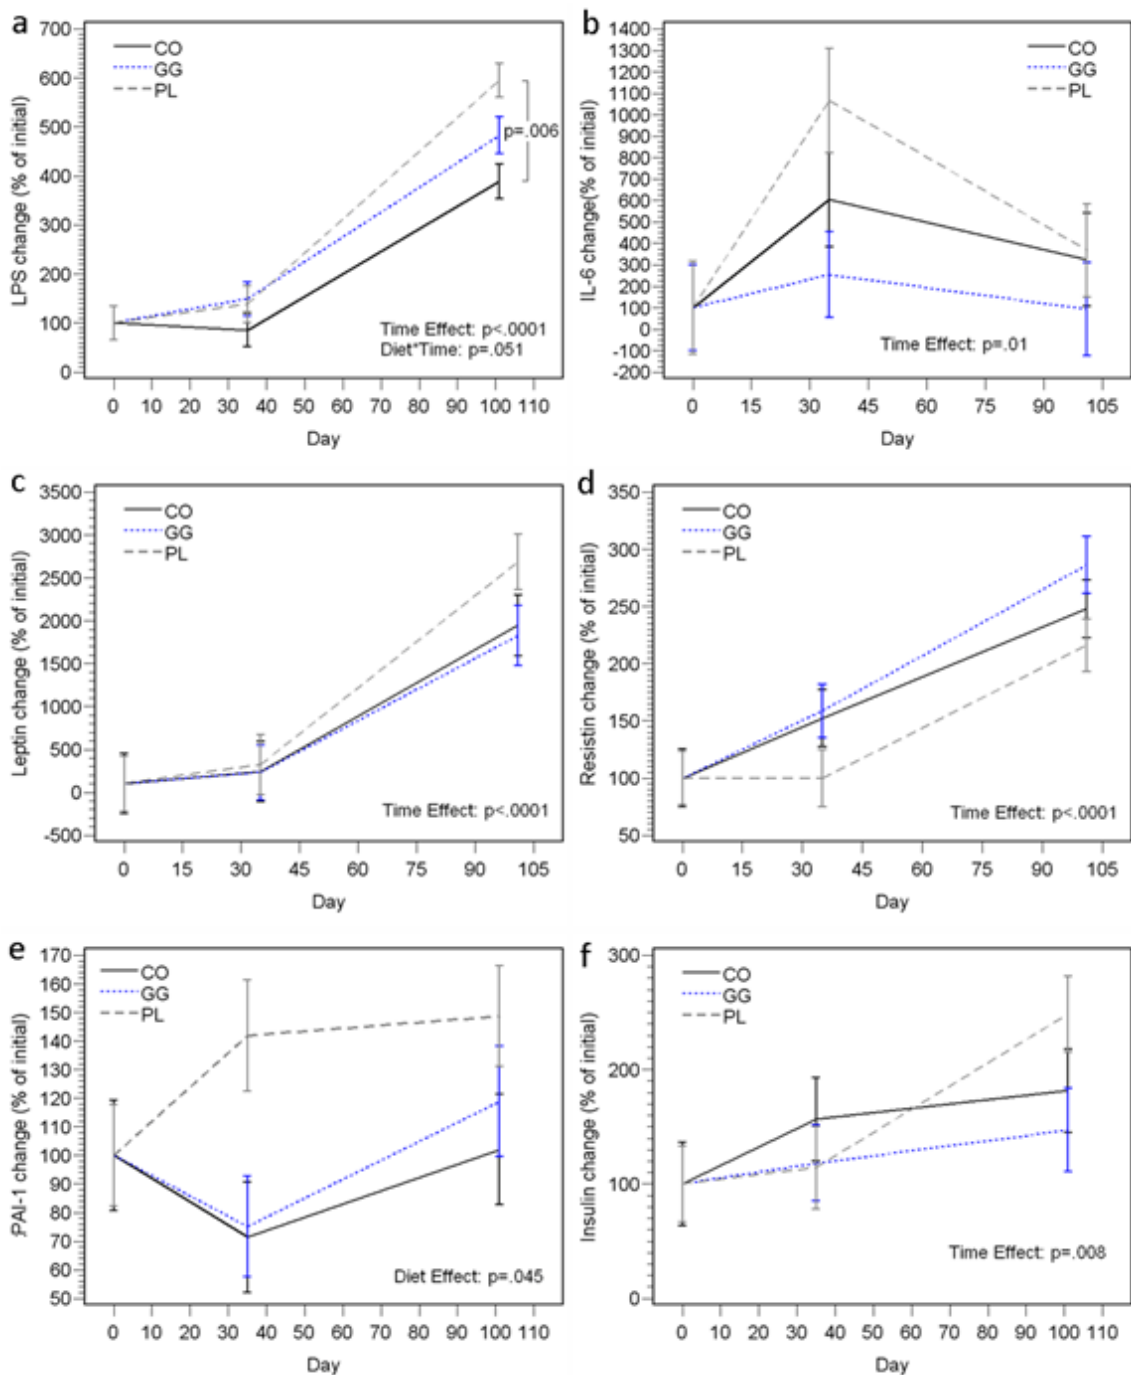 a
700
600
500
400
300
200
100
0
LPS change (% of initial)
CO
GG
PL
p=.006
Time Effect: p<.0001
Diet*Time: p=.051
0 10 20 30 40 50 60 70 80 90 100 110
Day
b
1400
1300
1200
1100
1000
900
800
700
600
500
400
300
200
100
0
-100
-200
IL-6 change(% of initial)
CO
GG
PL
Time Effect: p=.01
0 15 30 45 60 75 90 105
Day
c
3500
3000
2500
2000
1500
1000
500
0
-500
Leptin change (% of initial)
CO
GG
PL
Time Effect: p<.0001
0 15 30 45 60 75 90 105
Day
d
350
300
250
200
150
100
50
Resistin change (% of initial)
CO
GG
PL
Time Effect: p<.0001
0 15 30 45 60 75 90 105
Day
e
170
160
150
140
130
120
110
100
90
80
70
60
50
PAI-1 change (% of initial)
CO
GG
PL
Diet Effect: p=.045
0 10 20 30 40 50 60 70 80 90 100 110
Day
f
300
200
100
0
Insulin change (% of initial)
CO
GG
PL
Time Effect: p=.008
0 10 20 30 40 50 60 70 80 90 100 110
Day